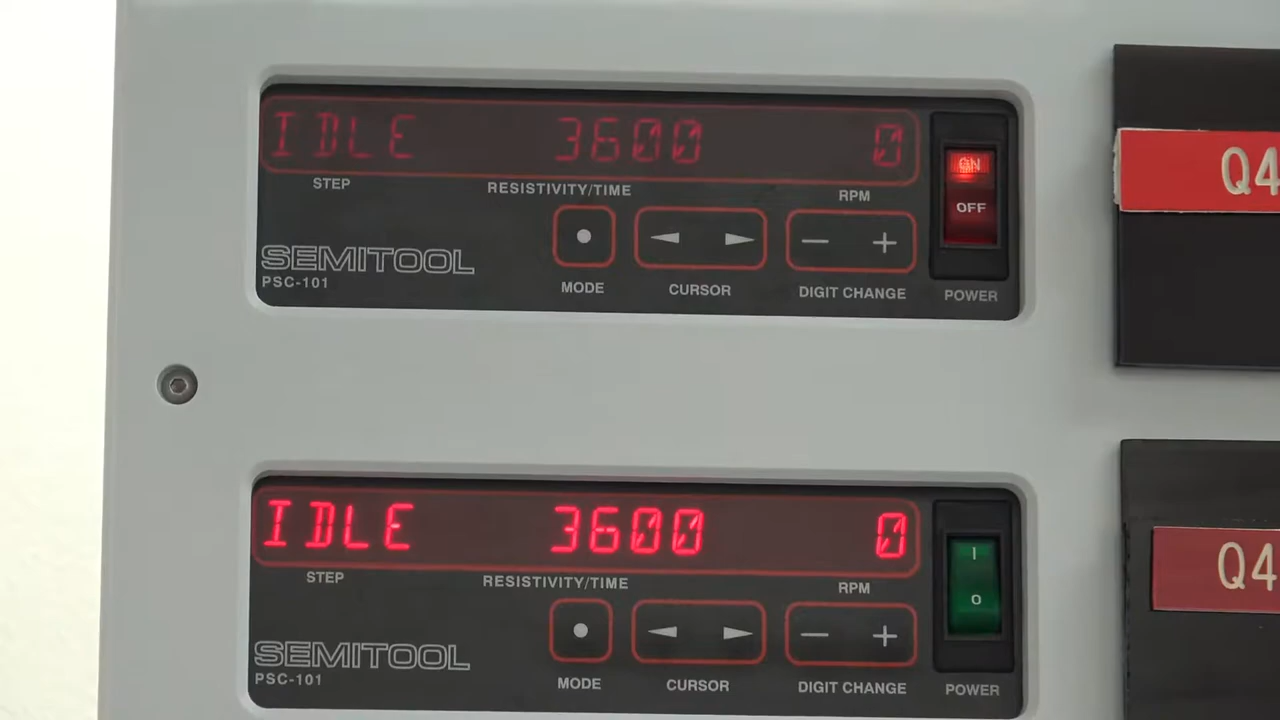 IDLE 3600 0
STEP RESISTIVITY/TIME RPM
ON
OFF
SEMITOOL
PSC-101
MODE CURSOR DIGIT CHANGE POWER
Q4
IDLE 3600 0
STEP RESISTIVITY/TIME RPM
I
O
SEMITOOL
PSC-101
MODE CURSOR DIGIT CHANGE POWER
Q4